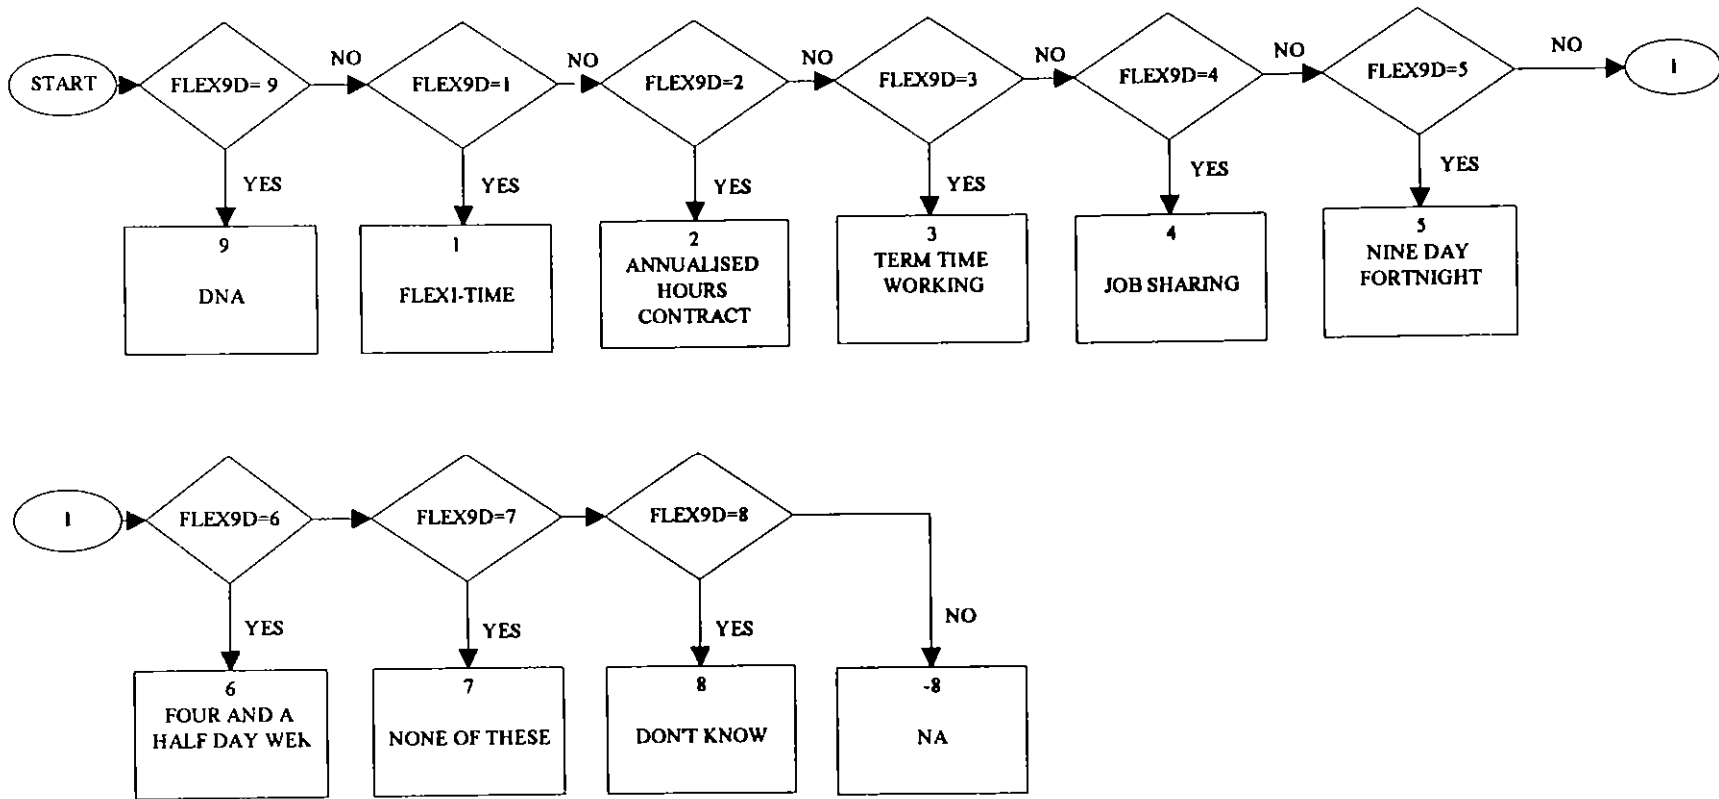 START
FLEX9D= 9
NO
FLEX9D=1
NO
FLEX9D=2
NO
FLEX9D=3
NO
FLEX9D=4
NO
FLEX9D=5
NO
1
YES
YES
YES
YES
YES
YES
9
DNA
1
FLEXI-TIME
2
ANNUALISED
HOURS
CONTRACT
3
TERM TIME
WORKING
4
JOB SHARING
5
NINE DAY
FORTNIGHT
1
FLEX9D=6
FLEX9D=7
FLEX9D=8
NO
YES
YES
YES
6
FOUR AND A
HALF DAY WEK
7
NONE OF THESE
8
DON'T KNOW
-8
NA